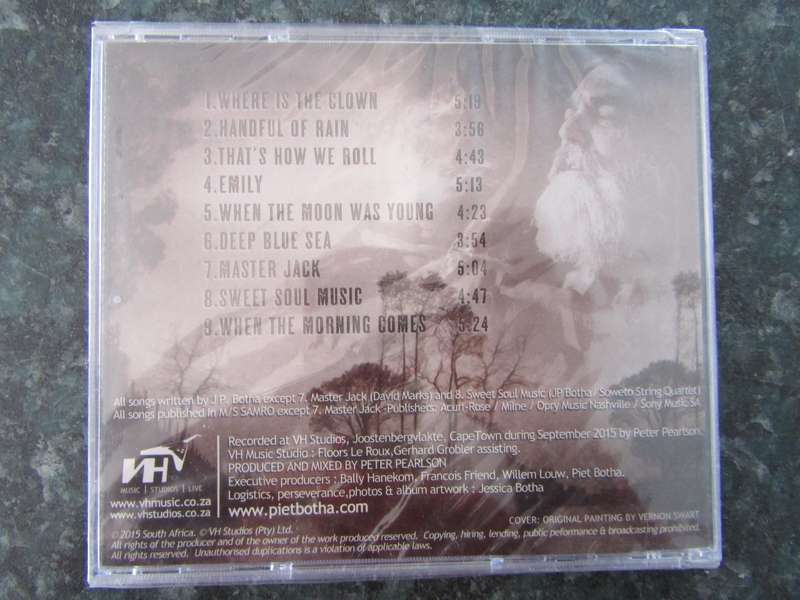 1.WHERE IS THE CLOWN 5:19
2.HANDFUL OF RAIN 3:56
3.THAT'S HOW WE ROLL 4:43
4.EMILY 5:13
5.WHEN THE MOON WAS YOUNG 4:23
6.DEEP BLUE SEA 3:54
7.MASTER JACK 5:04
8.SWEET SOUL MUSIC 4:47
9.WHEN THE MORNING COMES 5:24
All songs written by J P. Botha except 7. Master Jack (David Marks) and 8. Sweet Soul Music (JP Botha / Soweto String Quartet)
All songs published in M/S SAMRO except 7. Master Jack-Publishers: Acuff-Rose / Milne / Opry Music Nashville / Sony Music SA
VH
MUSIC | STUDIOS | LIVE
www.vhmusic.co.za
www.vhstudios.co.za
Recorded at VH Studios, Joostenbergvlakte, CapeTown during September 2015 by Peter Pearlson.
VH Music Studio : Floors Le Roux,Gerhard Grobler assisting.
PRODUCED AND MIXED BY PETER PEARLSON
Executive producers : Bally Hanekom, Francois Friend, Willem Louw, Piet Botha.
Logistics, perseverance,photos & album artwork : Jessica Botha
www.pietbotha.com
COVER: ORIGINAL PAINTING BY VERNON SWART
©2015 South Africa. ©VH Studios (Pty) Ltd.
All rights of the producer and of the owner of the work produced reserved. Copying, hiring, lending, public peformance & broadcasting prohibited.
All rights reserved. Unauthorised duplications is a violation of applicable laws.